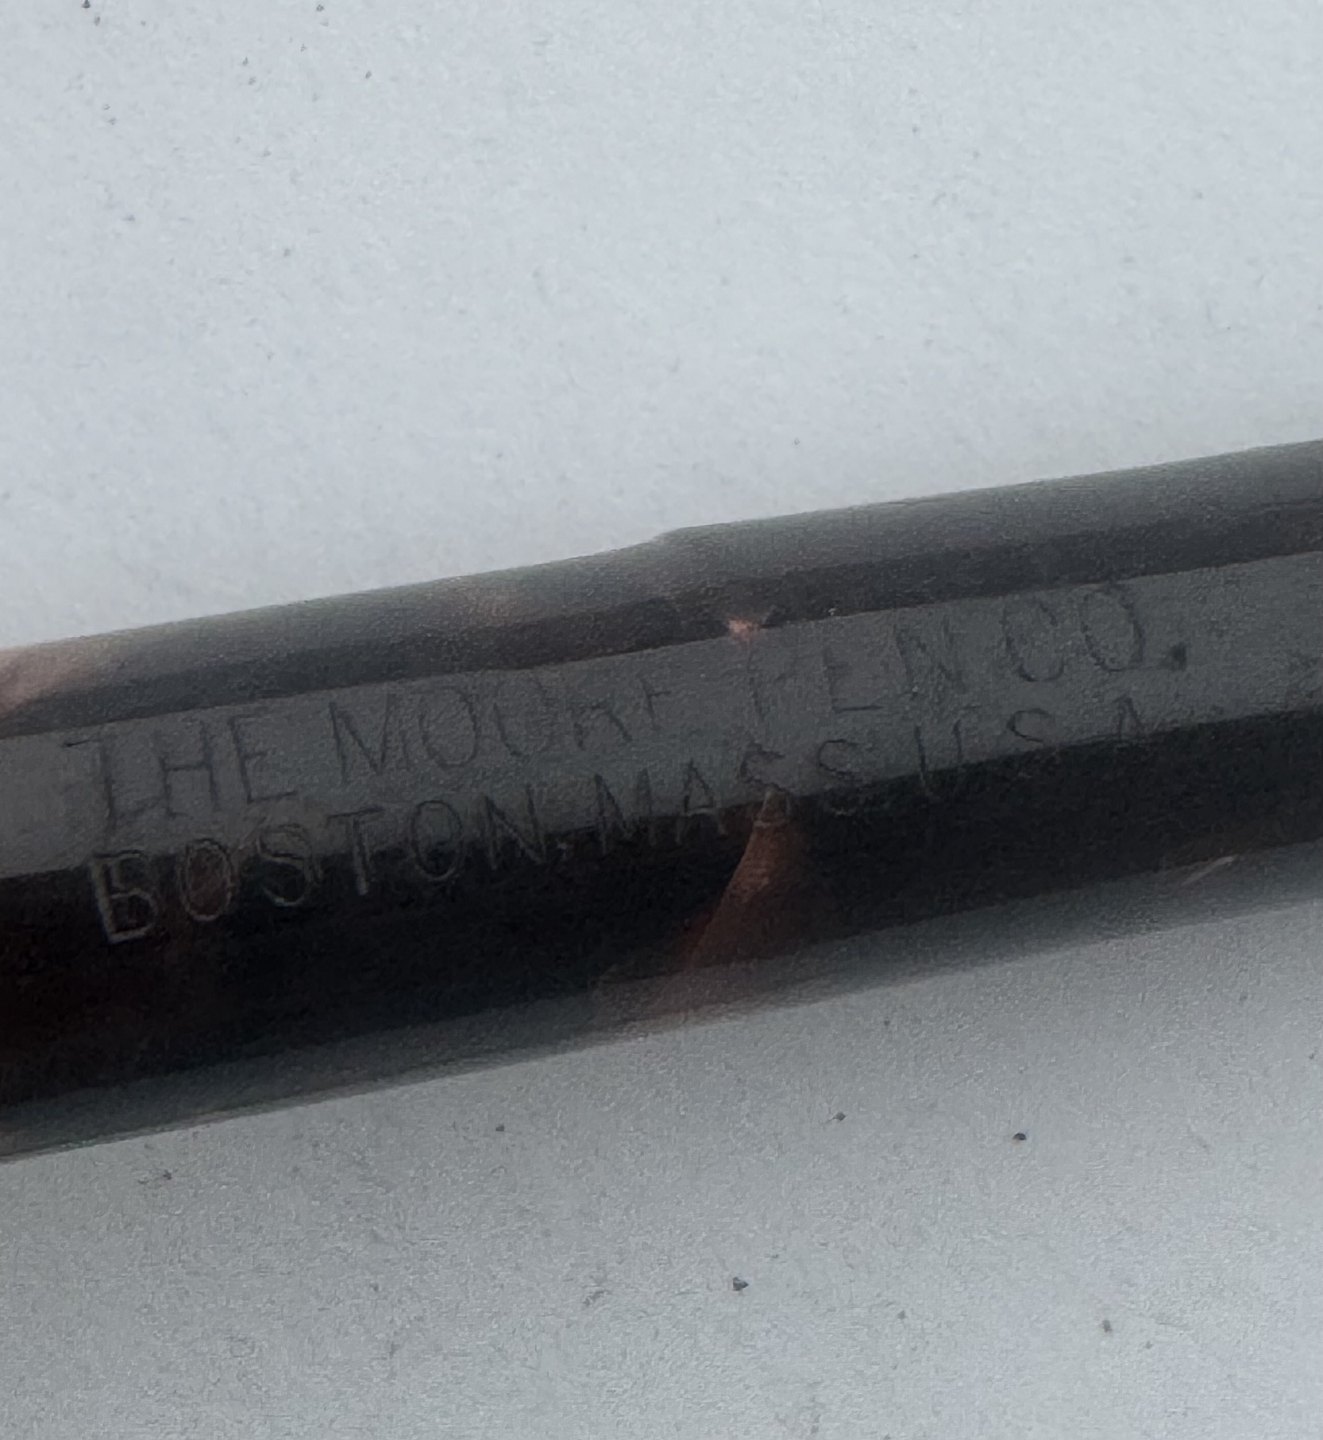 THE MOORE PEN CO.
BOSTON, MASS. U.S.A.